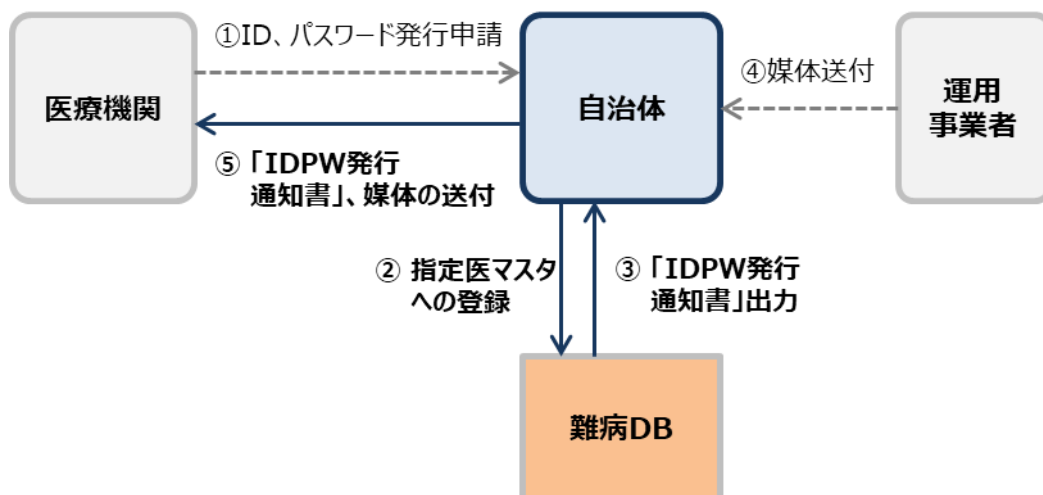 ①ID、パスワード発行申請
医療機関
自治体
④媒体送付
運用
事業者
⑤「IDPW発行
通知書」、媒体の送付
② 指定医マスタ
への登録
③「IDPW発行
通知書」出力
難病DB